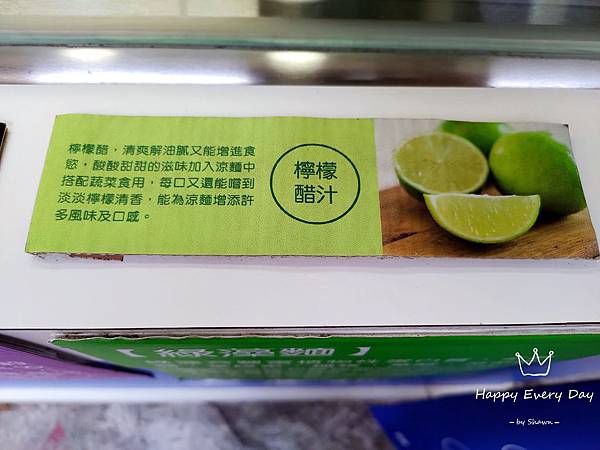 檸檬醋，清爽解油膩又能增進食
慾，酸酸甜甜的滋味加入涼麵中
搭配蔬菜食用，每口又還能嚐到
淡淡檸檬清香，能為涼麵增添許
多風味及口感。
檸檬
醋汁
【綠藻麵】
Happy Every Day
- by Shawn -